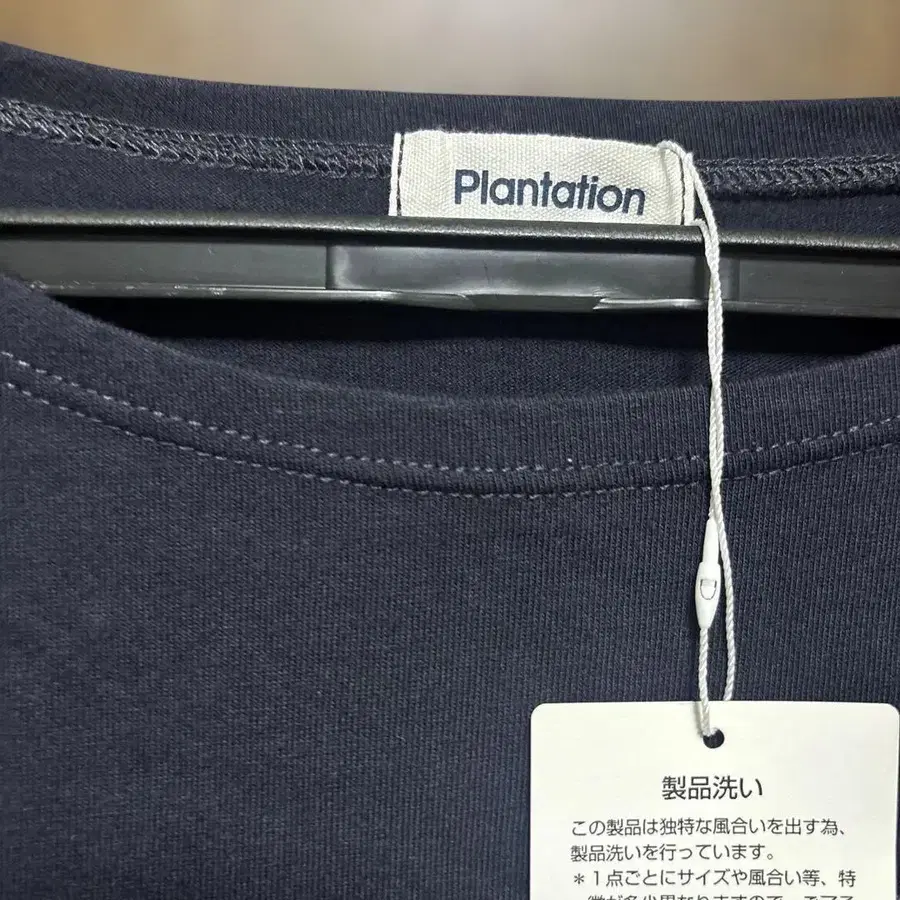 Plantation
製品洗い
この製品は独特な風合いを出す為、
製品洗いを行っています。
＊１点ごとにサイズや風合い等、特